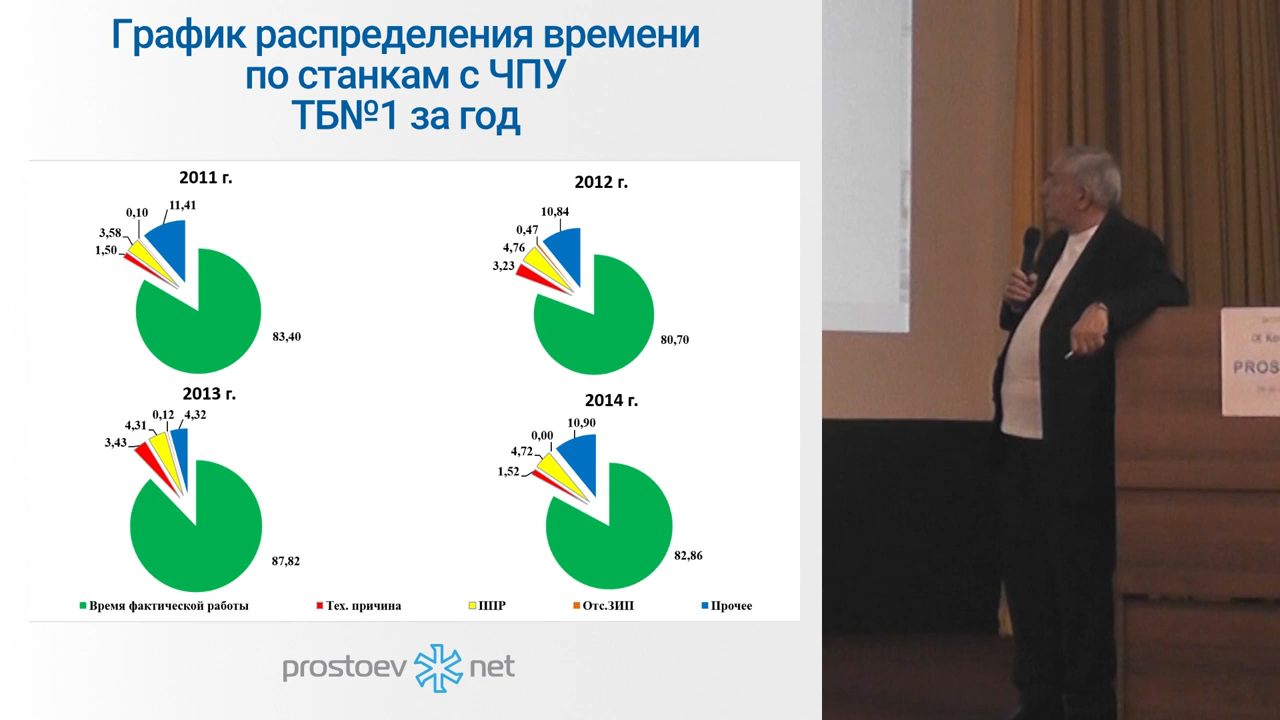 График распределения времени
по станкам с ЧПУ
ТБ№1 за год
2011 г.
11,41
0,10
3,58
1,50
83,40
2012 г.
10,84
0,47
4,76
3,23
80,70
2013 г.
0,12 4,32
4,31
3,43
87,82
2014 г.
10,90
0,00
4,72
1,52
82,86
Время фактической работы Тех. причина ППР Отс.ЗИП Прочее
prostoev net
PROS